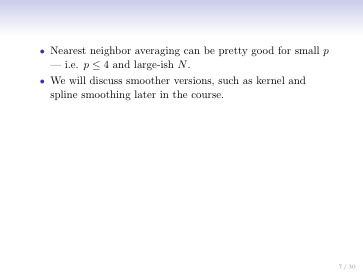 • Nearest neighbor averaging can be pretty good for small p
— i.e. p ≤ 4 and large-ish N.
• We will discuss smoother versions, such as kernel and
spline smoothing later in the course.
7 / 30